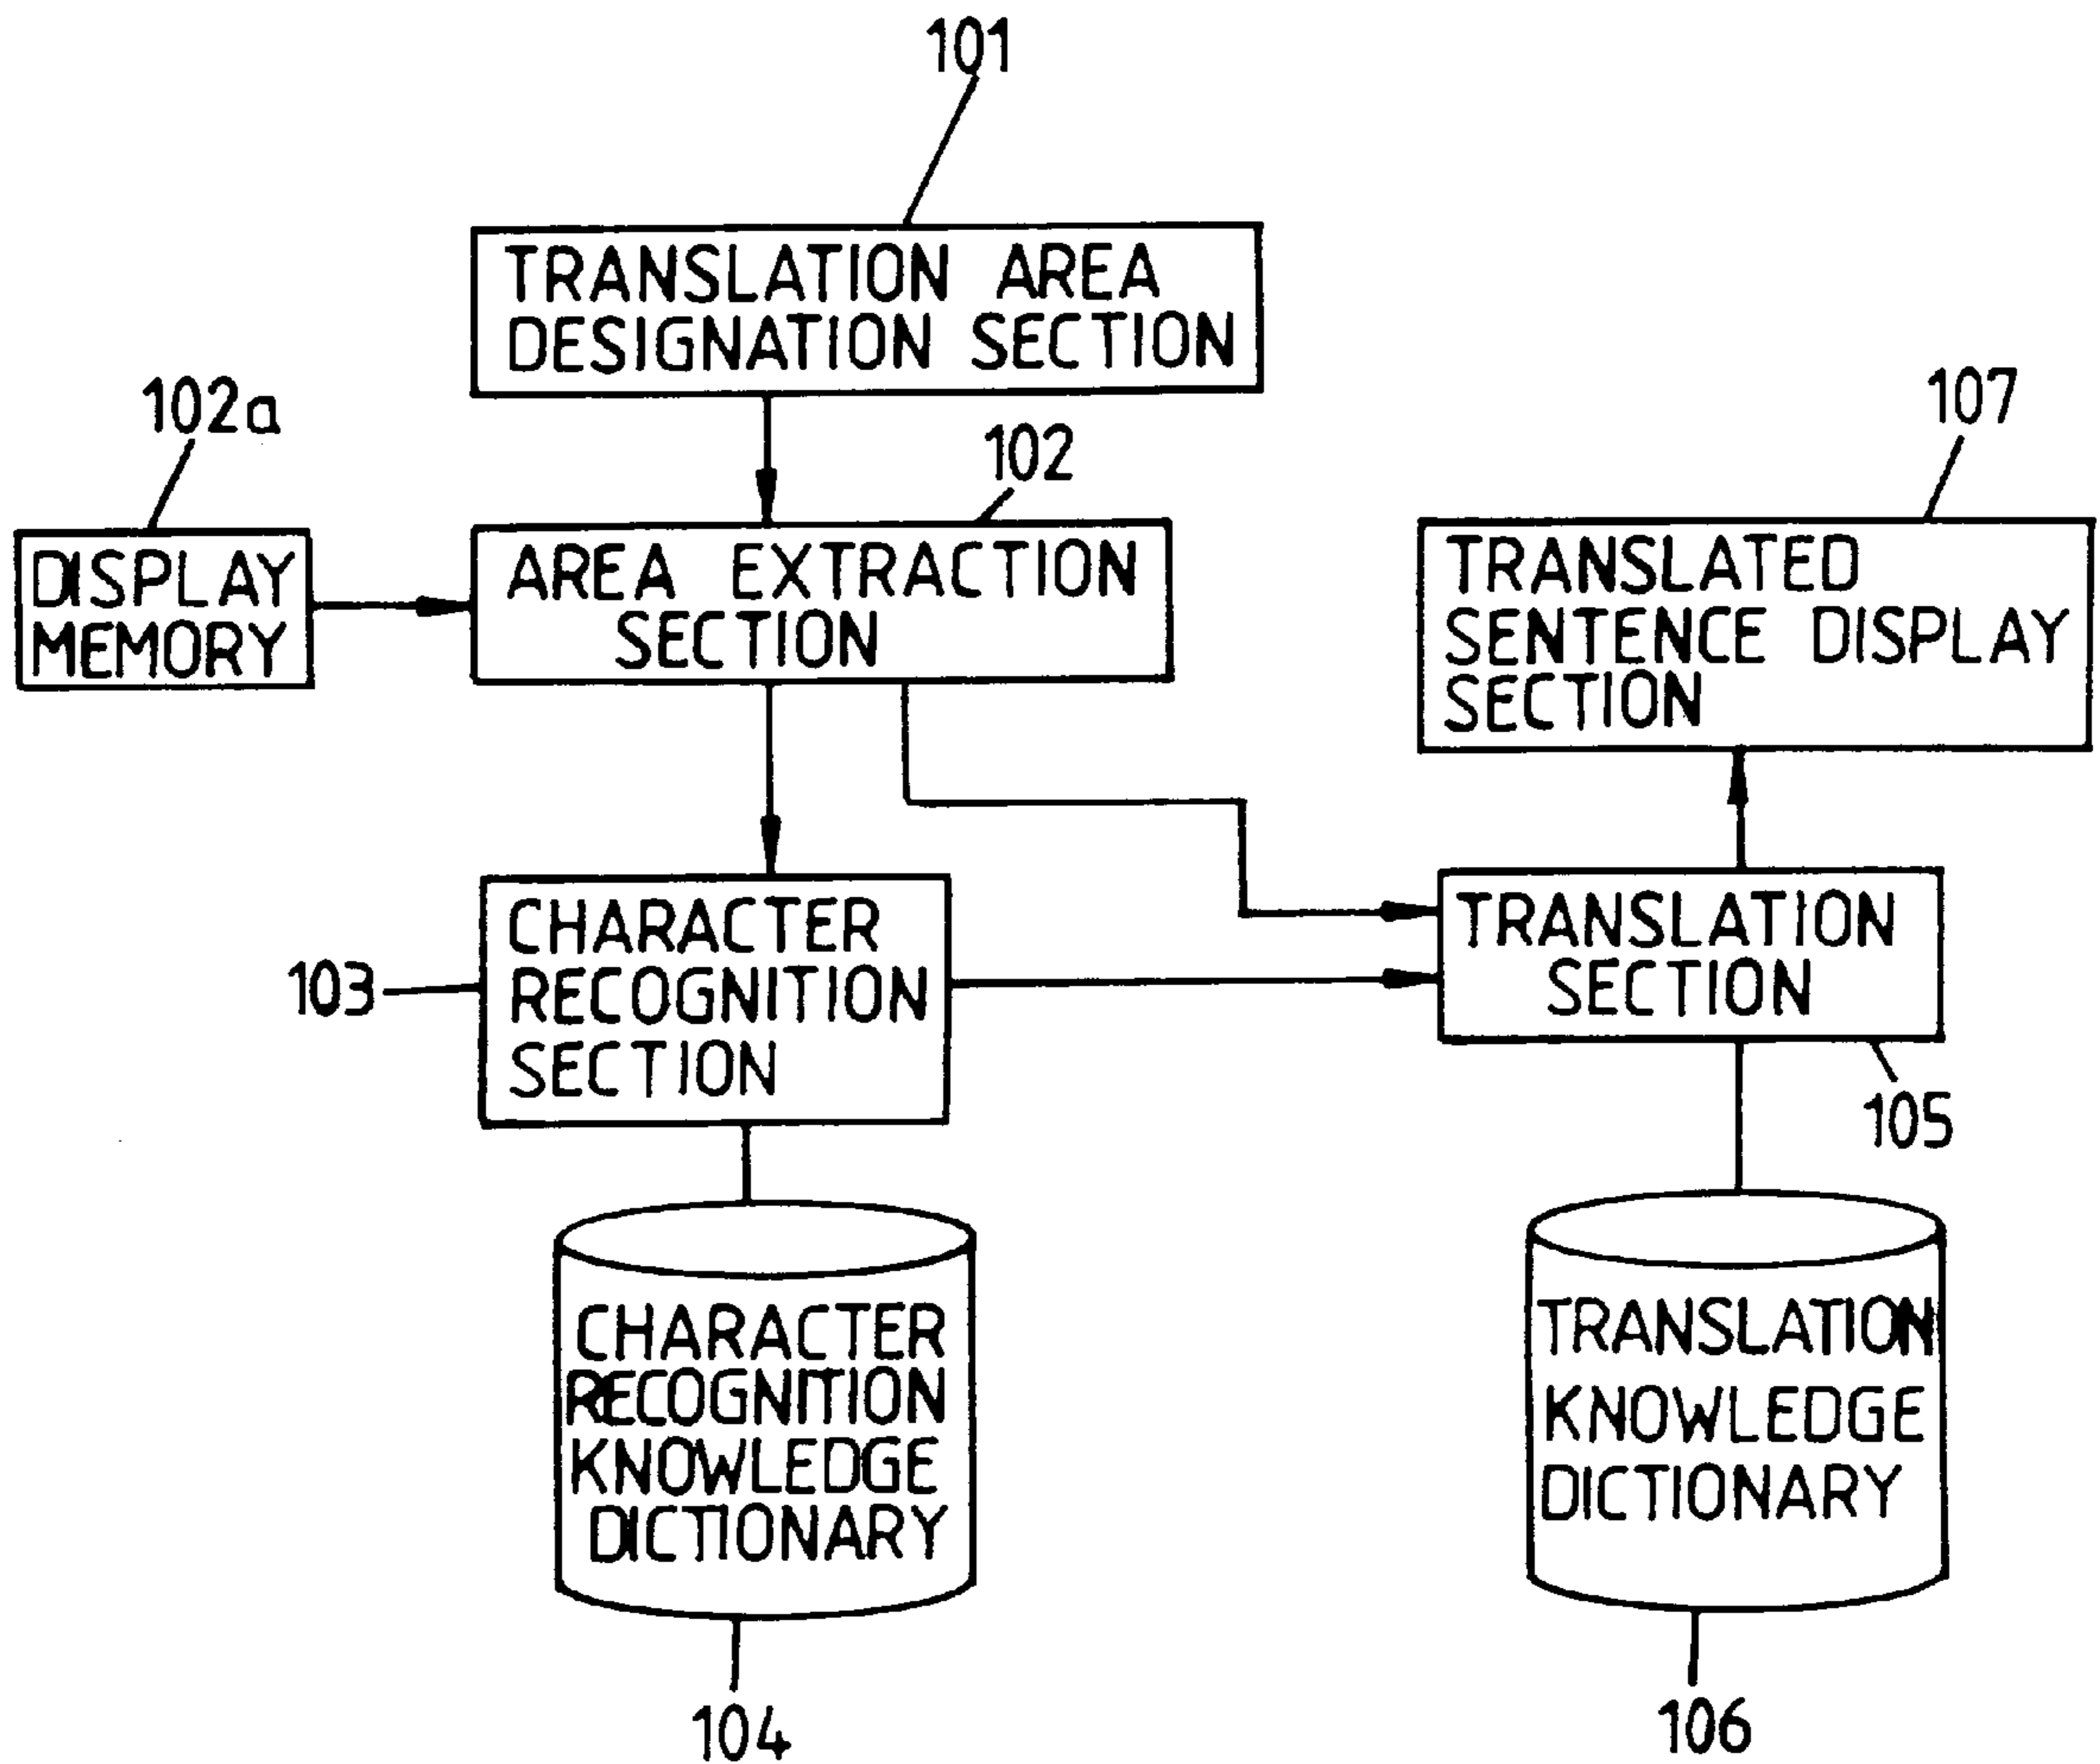 101
TRANSLATION AREA
DESIGNATION SECTION
102a
102
107
DISPLAY
MEMORY
AREA EXTRACTION
SECTION
TRANSLATED
SENTENCE DISPLAY
SECTION
103
CHARACTER
RECOGNITION
SECTION
TRANSLATION
SECTION
105
CHARACTER
RECOGNITION
KNOWLEDGE
DICTIONARY
104
TRANSLATION
KNOWLEDGE
DICTIONARY
106